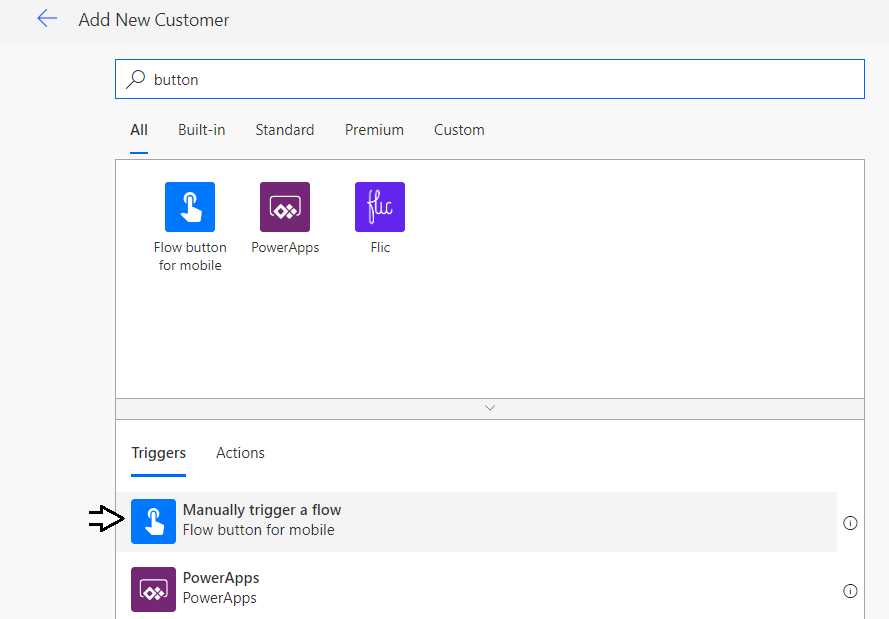 Add New Customer
button
All Built-in Standard Premium Custom
flic
Flow button for mobile
PowerApps
Flic
Triggers Actions
Manually trigger a flow
Flow button for mobile
PowerApps
PowerApps